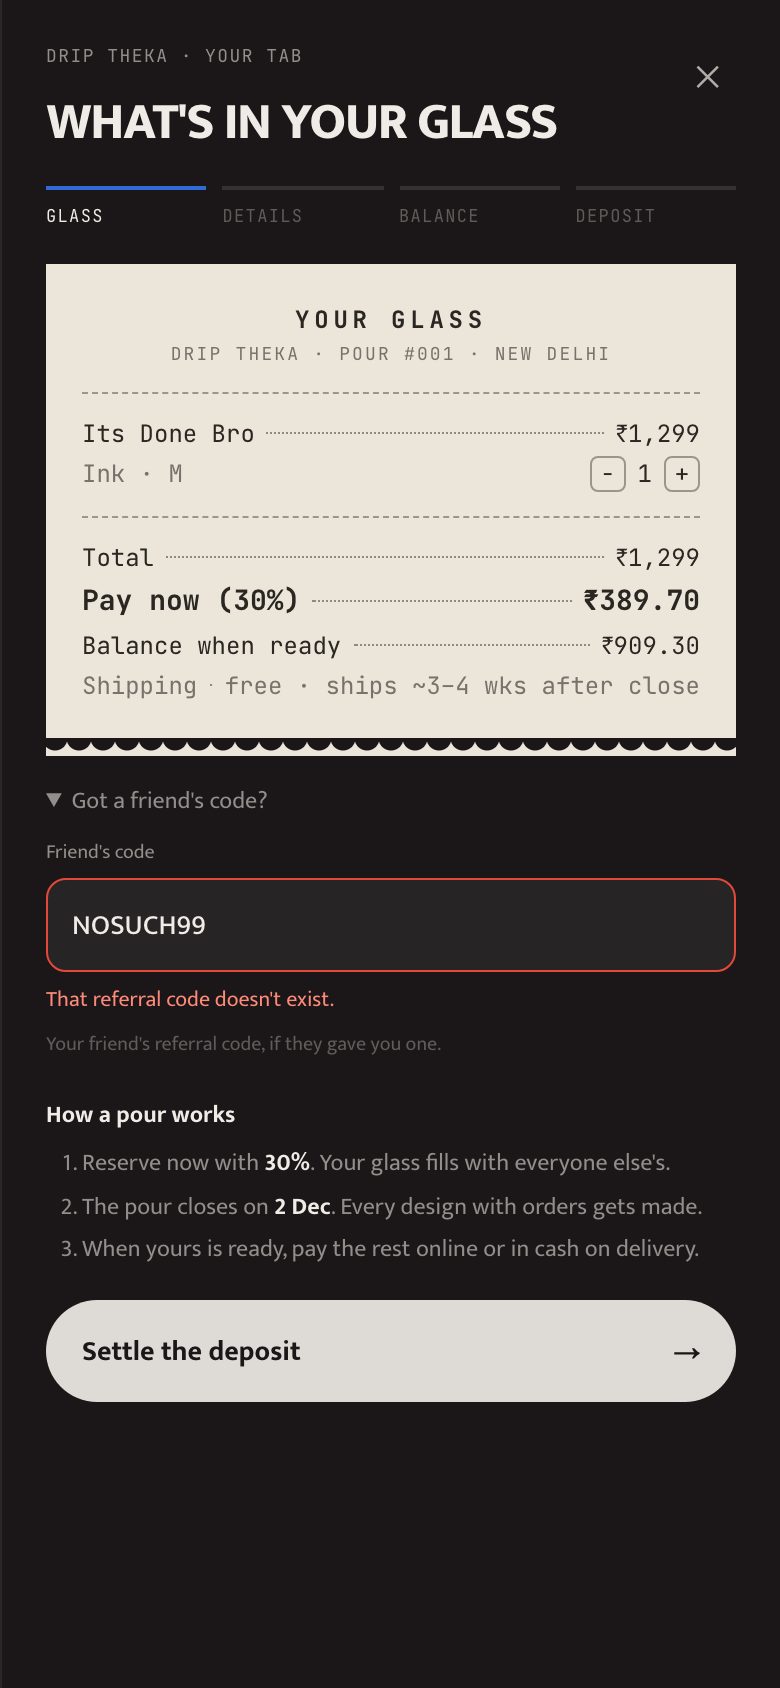 DRIP THEKA · YOUR TAB
WHAT'S IN YOUR GLASS
GLASS DETAILS BALANCE DEPOSIT
YOUR GLASS
DRIP THEKA · POUR #001 · NEW DELHI
Its Done Bro ₹1,299
Ink · M - 1 +
Total ₹1,299
Pay now (30%) ₹389.70
Balance when ready ₹909.30
Shipping · free · ships ~3–4 wks after close
▼ Got a friend's code?
Friend's code
NOSUCH99
That referral code doesn't exist.
Your friend's referral code, if they gave you one.
How a pour works
1. Reserve now with 30%. Your glass fills with everyone else's.
2. The pour closes on 2 Dec. Every design with orders gets made.
3. When yours is ready, pay the rest online or in cash on delivery.
Settle the deposit →